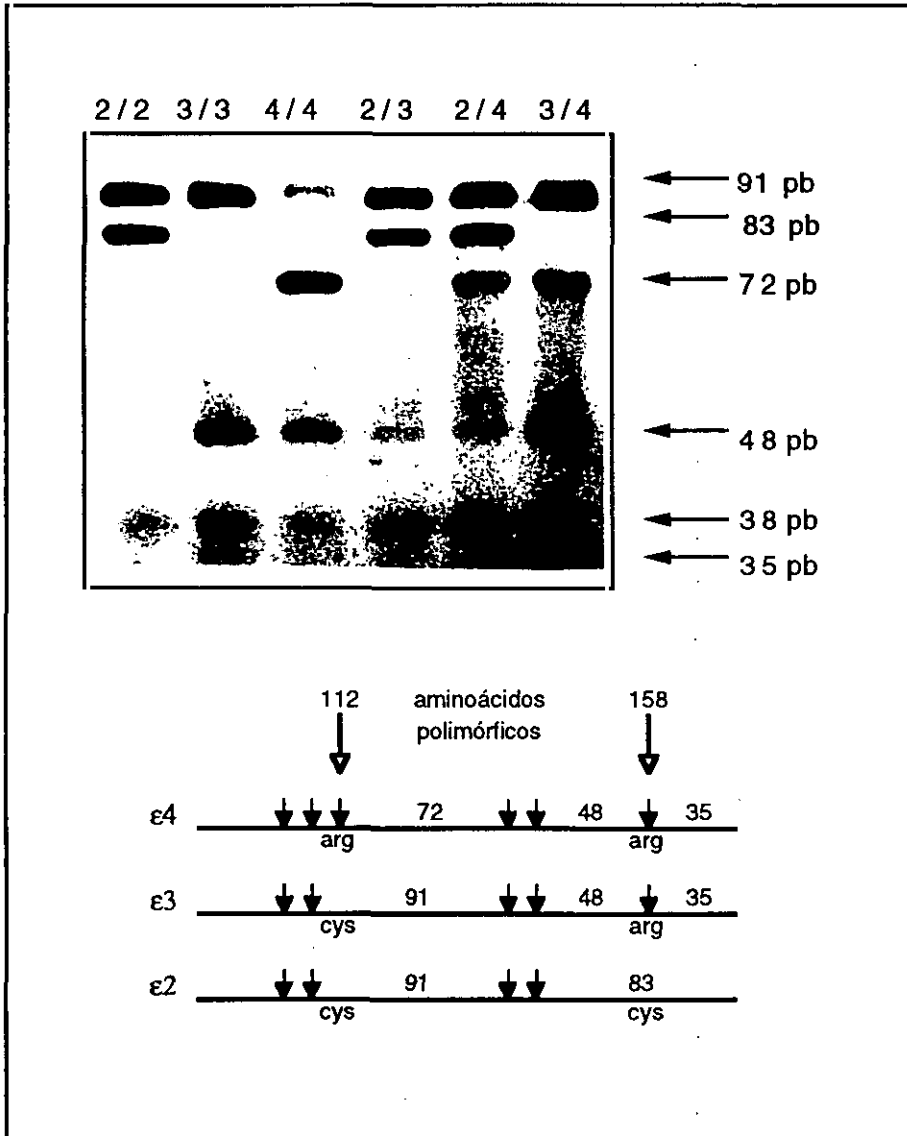 2/2 3/3 4/4 2/3 2/4 3/4
91 pb
83 pb
72 pb
48 pb
38 pb
35 pb
112 aminoácidos 158
polimórficos
ε4 72 48 35
arg arg
ε3 91 48 35
cys arg
ε2 91 83
cys cys